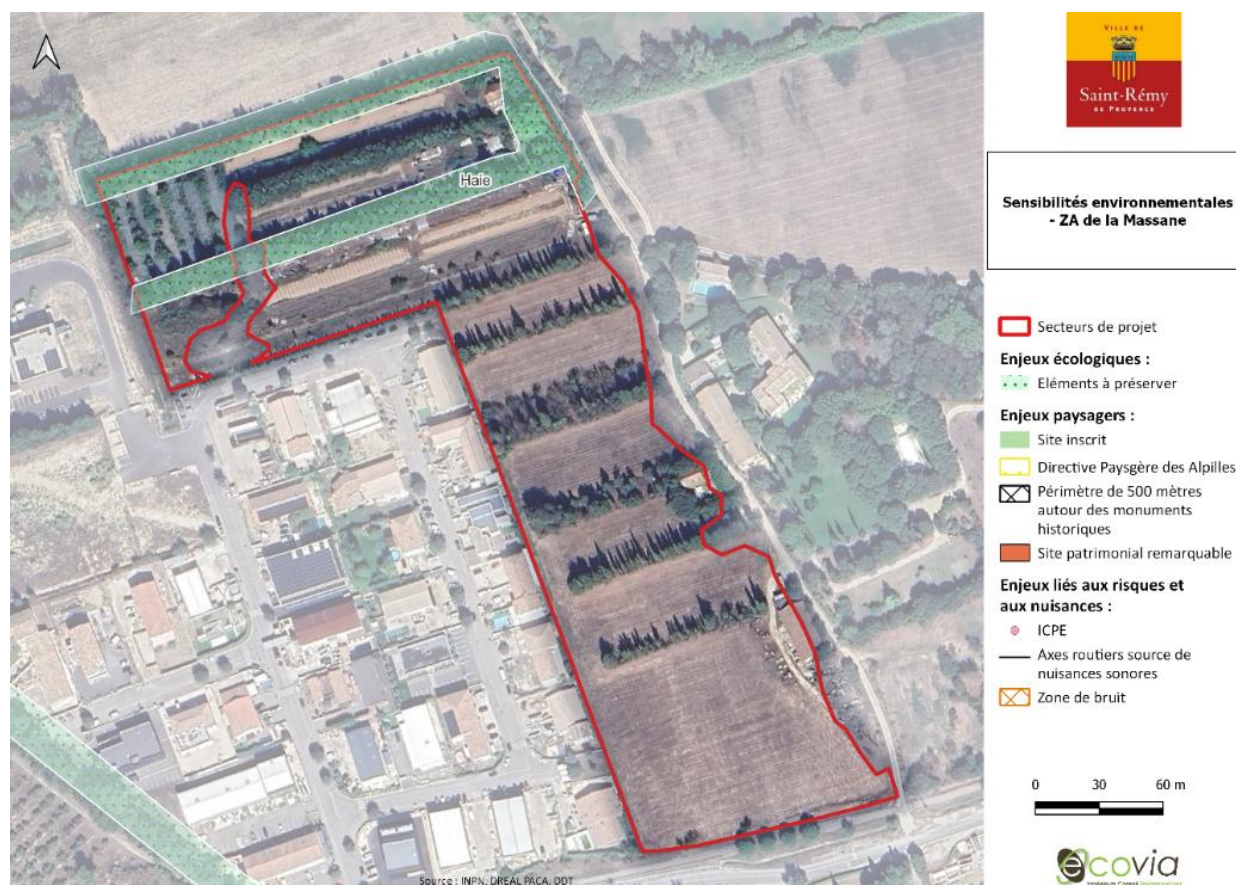 VILLE DE
Saint-Rémy
DE PROVENCE
Sensibilités environnementales
- ZA de la Massane
Haie
Secteurs de projet
Enjeux écologiques :
Eléments à préserver
Enjeux paysagers :
Site inscrit
Directive Paysgère des Alpilles
Périmètre de 500 mètres
autour des monuments
historiques
Site patrimonial remarquable
Enjeux liés aux risques et
aux nuisances :
ICPE
Axes routiers source de
nuisances sonores
Zone de bruit
0 30 60 m
Source : INPN, DREAL PACA, DDT
ecovia